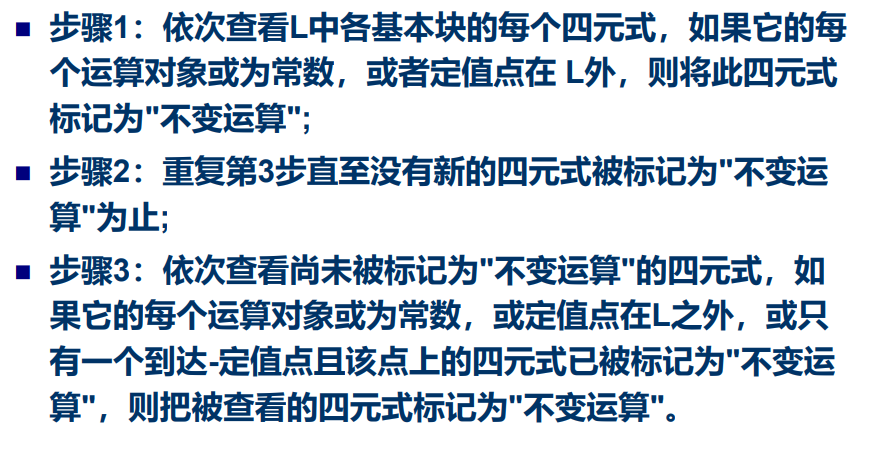 ■ 步骤1：依次查看L中各基本块的每个四元式，如果它的每
个运算对象或为常数，或者定值点在 L外，则将此四元式
标记为"不变运算";
■ 步骤2：重复第3步直至没有新的四元式被标记为"不变运
算"为止;
■ 步骤3：依次查看尚未被标记为"不变运算"的四元式，如
果它的每个运算对象或为常数，或定值点在L之外，或只
有一个到达-定值点且该点上的四元式已被标记为"不变运
算"，则把被查看的四元式标记为"不变运算"。